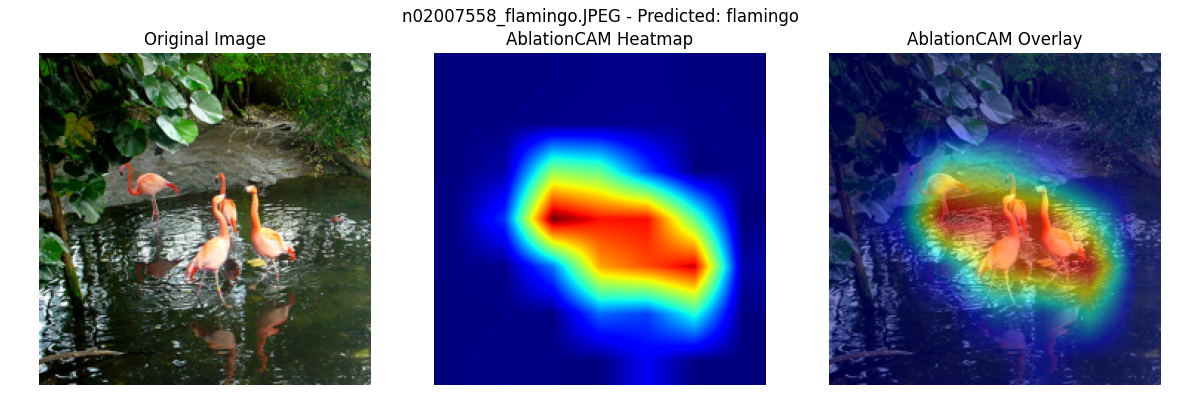 n02007558_flamingo.JPEG - Predicted: flamingo
Original Image
AblationCAM Heatmap
AblationCAM Overlay